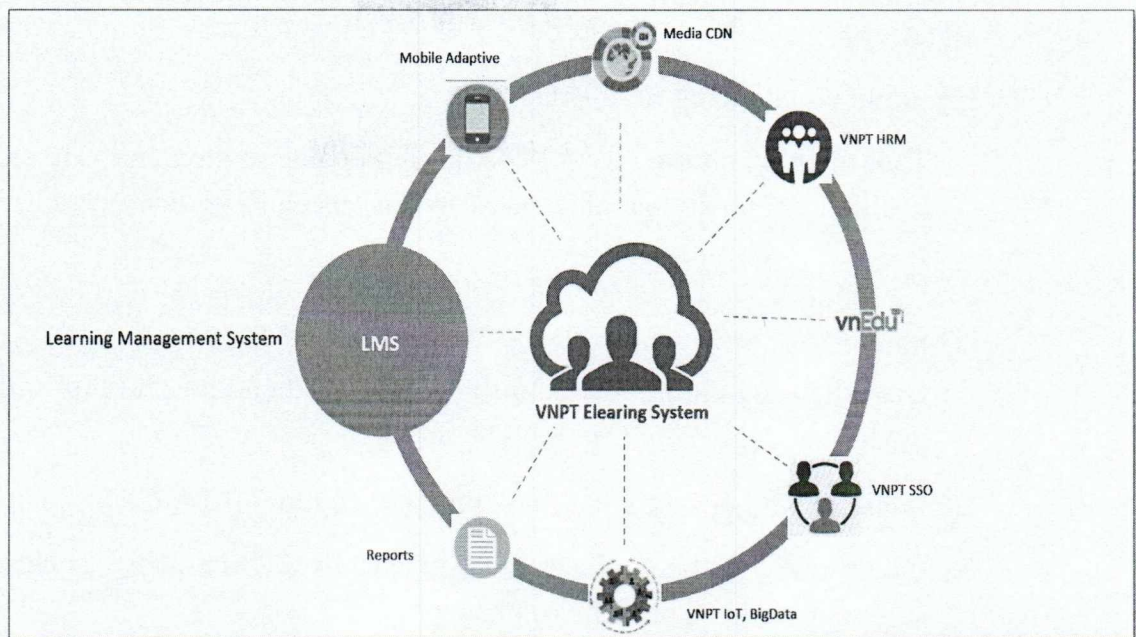 Media CDN
Mobile Adaptive
VNPT HRM
vnEdu
Learning Management System
LMS
VNPT Elearing System
VNPT SSO
Reports
VNPT IoT, BigData